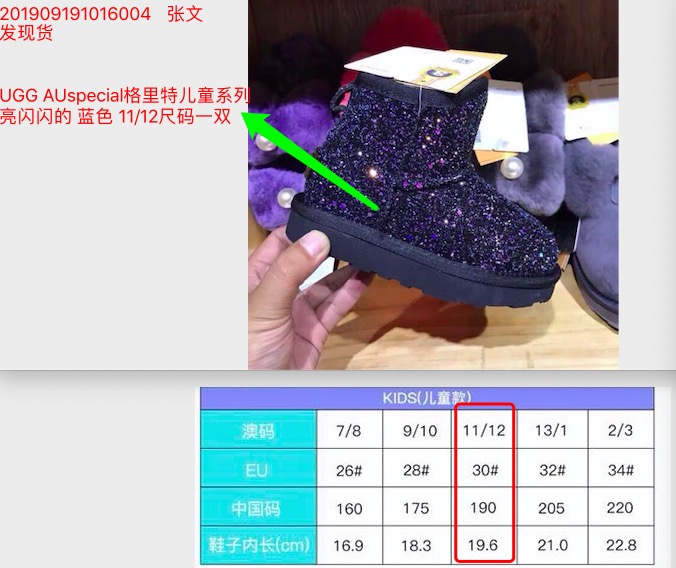 201909191016004 张文
发现货
UGG AUspecial格里特儿童系列
亮闪闪的 蓝色 11/12尺码一双
KIDS(儿童款)
澳码 7/8 9/10 11/12 13/1 2/3
EU 26# 28# 30# 32# 34#
中国码 160 175 190 205 220
鞋子内长(cm) 16.9 18.3 19.6 21.0 22.8